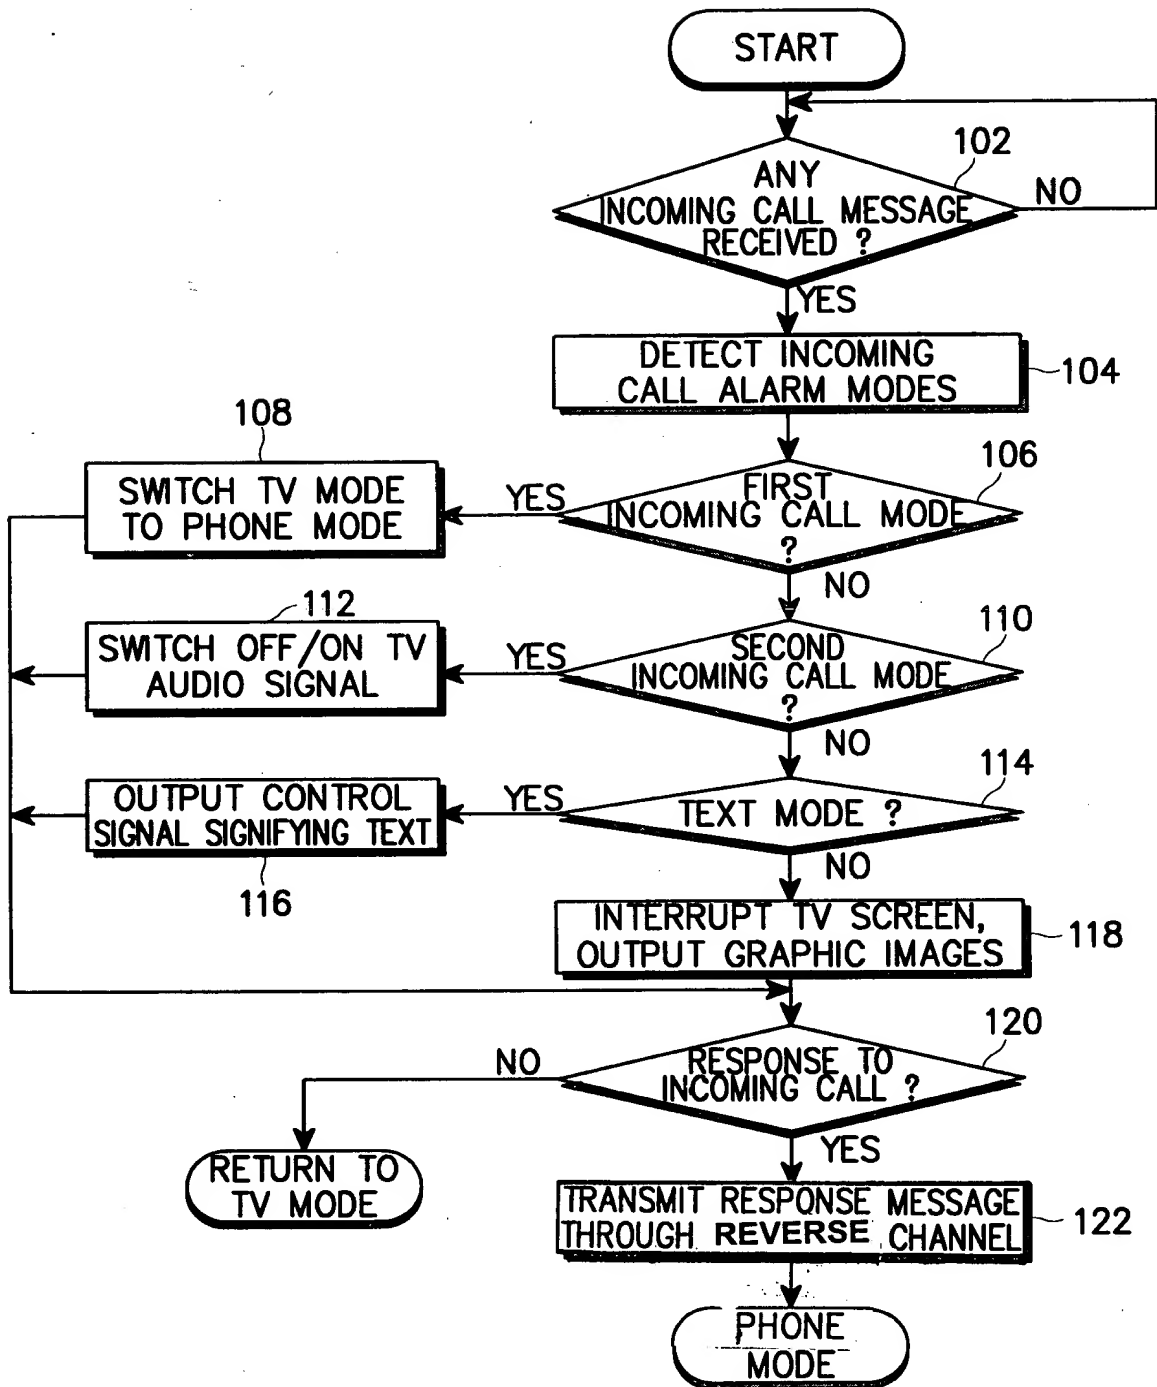 START
102
ANY
INCOMING CALL MESSAGE
RECEIVED ?
NO
YES
DETECT INCOMING
CALL ALARM MODES
104
108
106
SWITCH TV MODE
TO PHONE MODE
YES
FIRST
INCOMING CALL MODE
?
NO
112
110
SWITCH OFF/ON TV
AUDIO SIGNAL
YES
SECOND
INCOMING CALL MODE
?
NO
114
OUTPUT CONTROL
SIGNAL SIGNIFYING TEXT
YES
TEXT MODE ?
NO
116
INTERRUPT TV SCREEN,
OUTPUT GRAPHIC IMAGES
118
120
NO
RESPONSE TO
INCOMING CALL ?
YES
RETURN TO
TV MODE
TRANSMIT RESPONSE MESSAGE
THROUGH REVERSE CHANNEL
122
PHONE
MODE